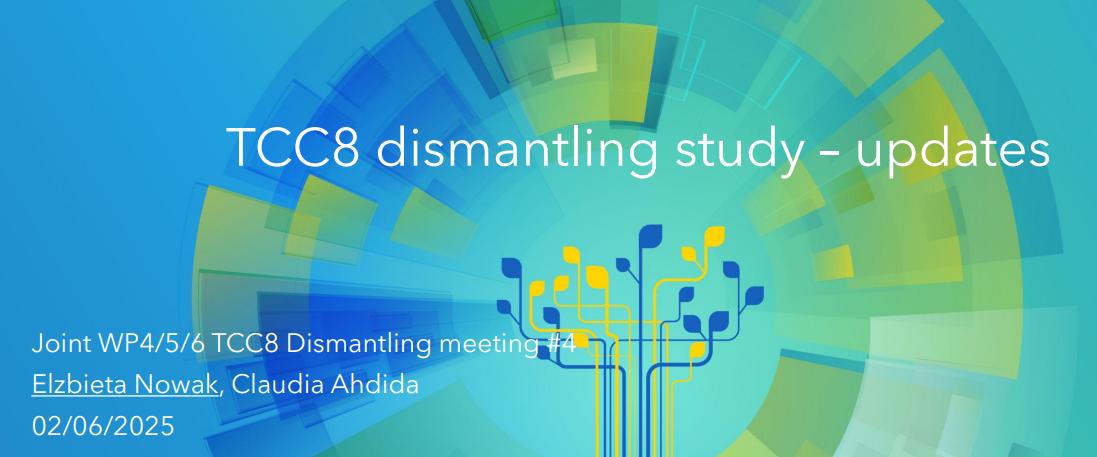 TCC8 dismantling study – updates
Joint WP4/5/6 TCC8 Dismantling meeting #4
Elzbieta Nowak, Claudia Ahdida
02/06/2025